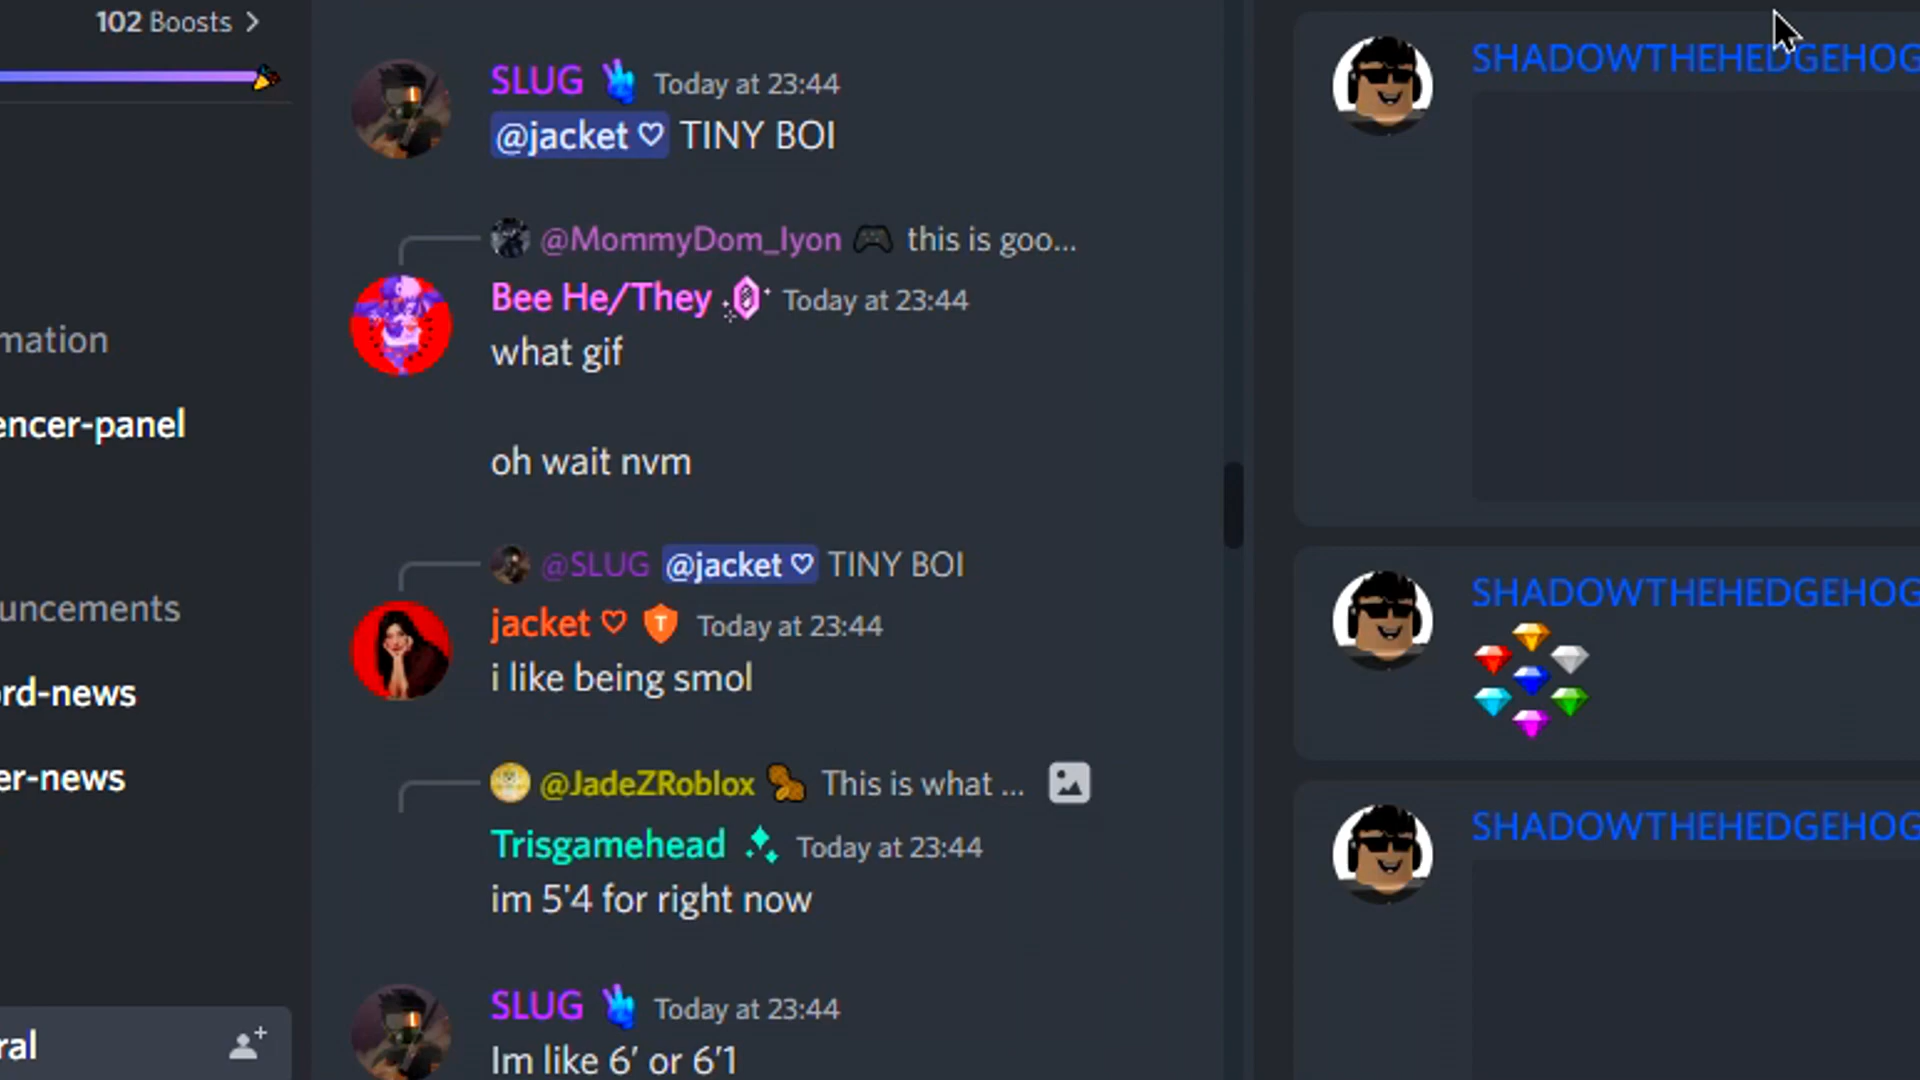 102 Boosts
mation
encer-panel
uncements
ord-news
er-news
ral
SLUG Today at 23:44
@jacket ♡ TINY BOI
@MommyDom_lyon 🎮 this is goo...
Bee He/They Today at 23:44
what gif
oh wait nvm
@SLUG @jacket ♡ TINY BOI
jacket ♡ T Today at 23:44
i like being smol
@JadeZRoblox 🥜 This is what ...
Trisgamehead Today at 23:44
im 5'4 for right now
SLUG Today at 23:44
Im like 6' or 6'1
SHADOWTHEHEDGEHOG
SHADOWTHEHEDGEHOG
SHADOWTHEHEDGEHOG